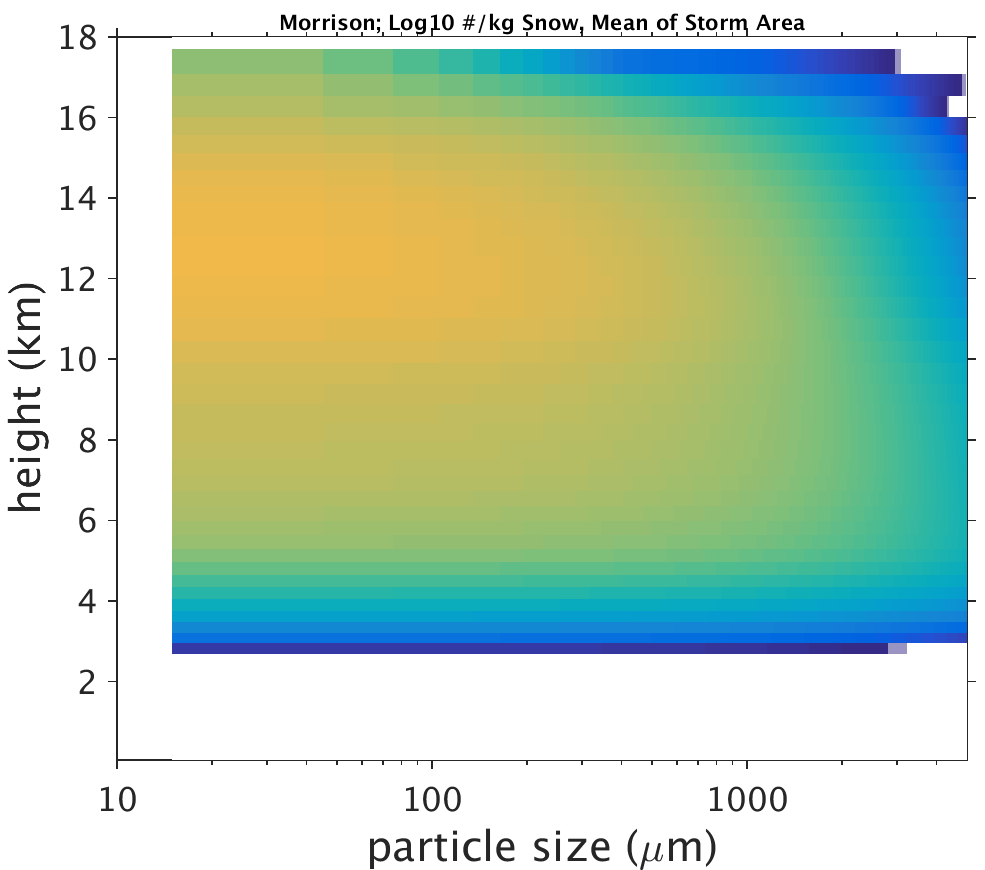 Morrison; Log10 #/kg Snow, Mean of Storm Area
18
16
14
12
10
8
6
4
2
height (km)
10 100 1000
particle size (μm)